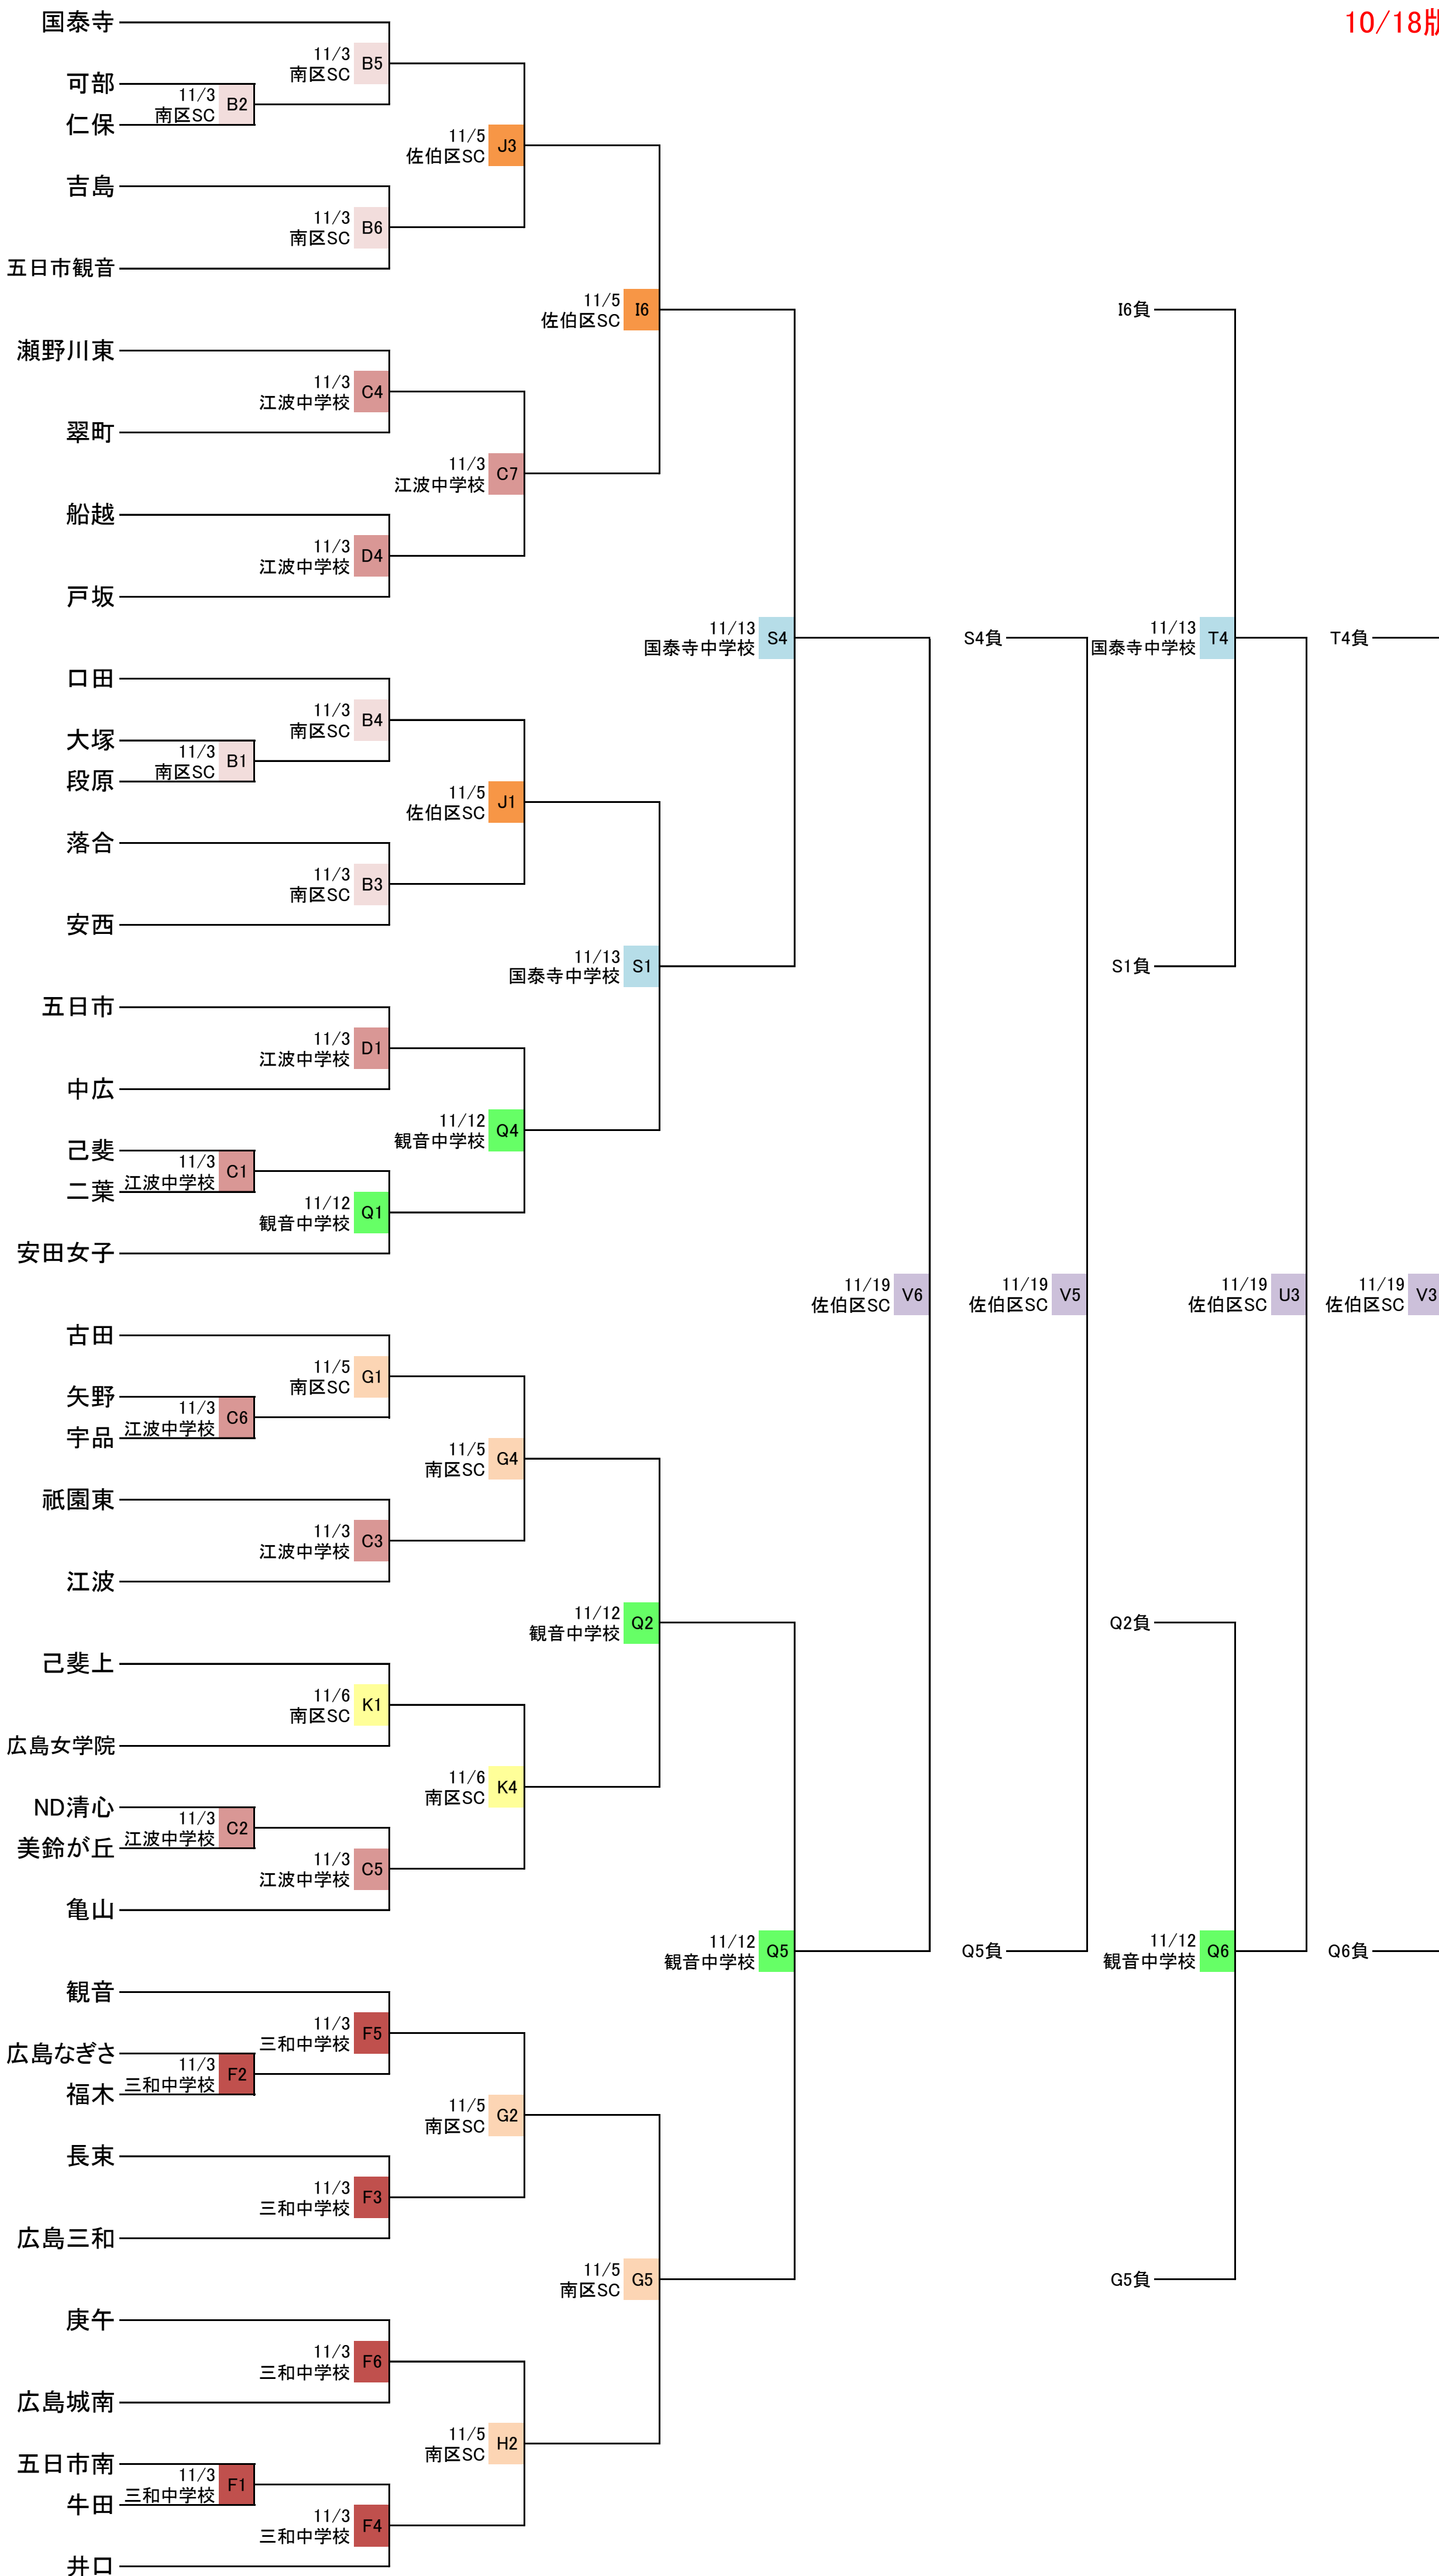 10/18版
国泰寺
11/3
南区SC
B5
可部
11/3
南区SC
B2
仁保
11/5
佐伯区SC
J3
吉島
11/3
南区SC
B6
五日市観音
11/5
佐伯区SC
I6
I6負
瀬野川東
11/3
江波中学校
C4
翠町
11/3
江波中学校
C7
船越
11/3
江波中学校
D4
戸坂
11/13
国泰寺中学校
S4
S4負
11/13
国泰寺中学校
T4
T4負
口田
11/3
南区SC
B4
大塚
11/3
南区SC
B1
段原
11/5
佐伯区SC
J1
落合
11/3
南区SC
B3
安西
11/13
国泰寺中学校
S1
S1負
五日市
11/3
江波中学校
D1
中広
11/12
観音中学校
Q4
己斐
11/3
江波中学校
C1
二葉
11/12
観音中学校
Q1
安田女子
11/19
佐伯区SC
V6
11/19
佐伯区SC
V5
11/19
佐伯区SC
U3
11/19
佐伯区SC
V3
古田
11/5
南区SC
G1
矢野
11/3
江波中学校
C6
宇品
11/5
南区SC
G4
祇園東
11/3
江波中学校
C3
江波
11/12
観音中学校
Q2
Q2負
己斐上
11/6
南区SC
K1
広島女学院
11/6
南区SC
K4
ND清心
11/3
江波中学校
C2
美鈴が丘
11/3
江波中学校
C5
亀山
11/12
観音中学校
Q5
Q5負
11/12
観音中学校
Q6
Q6負
観音
11/3
三和中学校
F5
広島なぎさ
11/3
三和中学校
F2
福木
11/5
南区SC
G2
長束
11/3
三和中学校
F3
広島三和
11/5
南区SC
G5
G5負
庚午
11/3
三和中学校
F6
広島城南
11/5
南区SC
H2
五日市南
11/3
三和中学校
F1
牛田
11/3
三和中学校
F4
井口